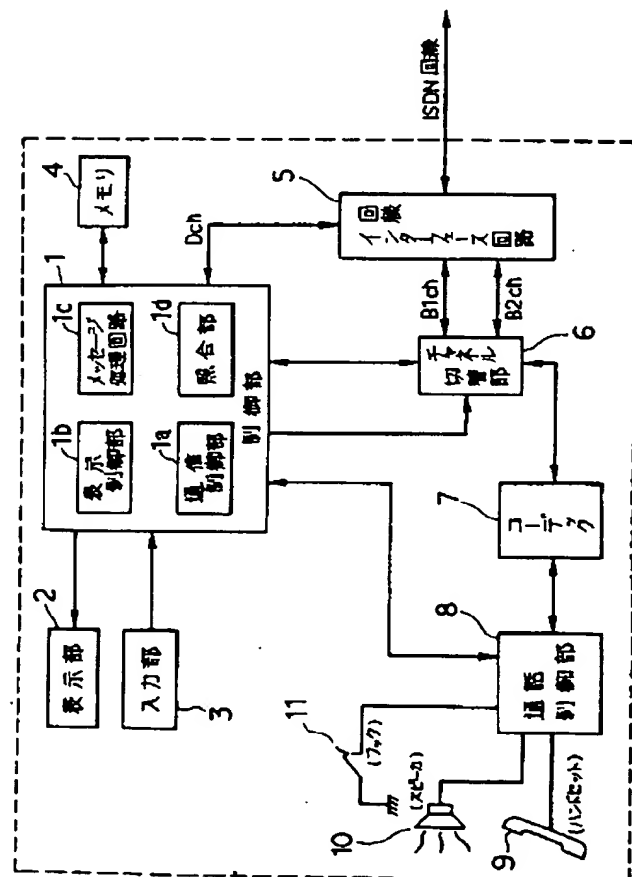 1
制御部
1a
通信
制御部
1b
表示
制御部
1c
メッセージ
処理回路
1d
照合部
2
表示部
3
入力部
4
メモリ
Dch
5
回線
インターフェース
回路
ISDN 回線
B1ch
B2ch
6
チャネル
切替部
7
コーデック
8
通話
制御部
11
(フック)
10
(スピーカ)
9
(ハンドセット)